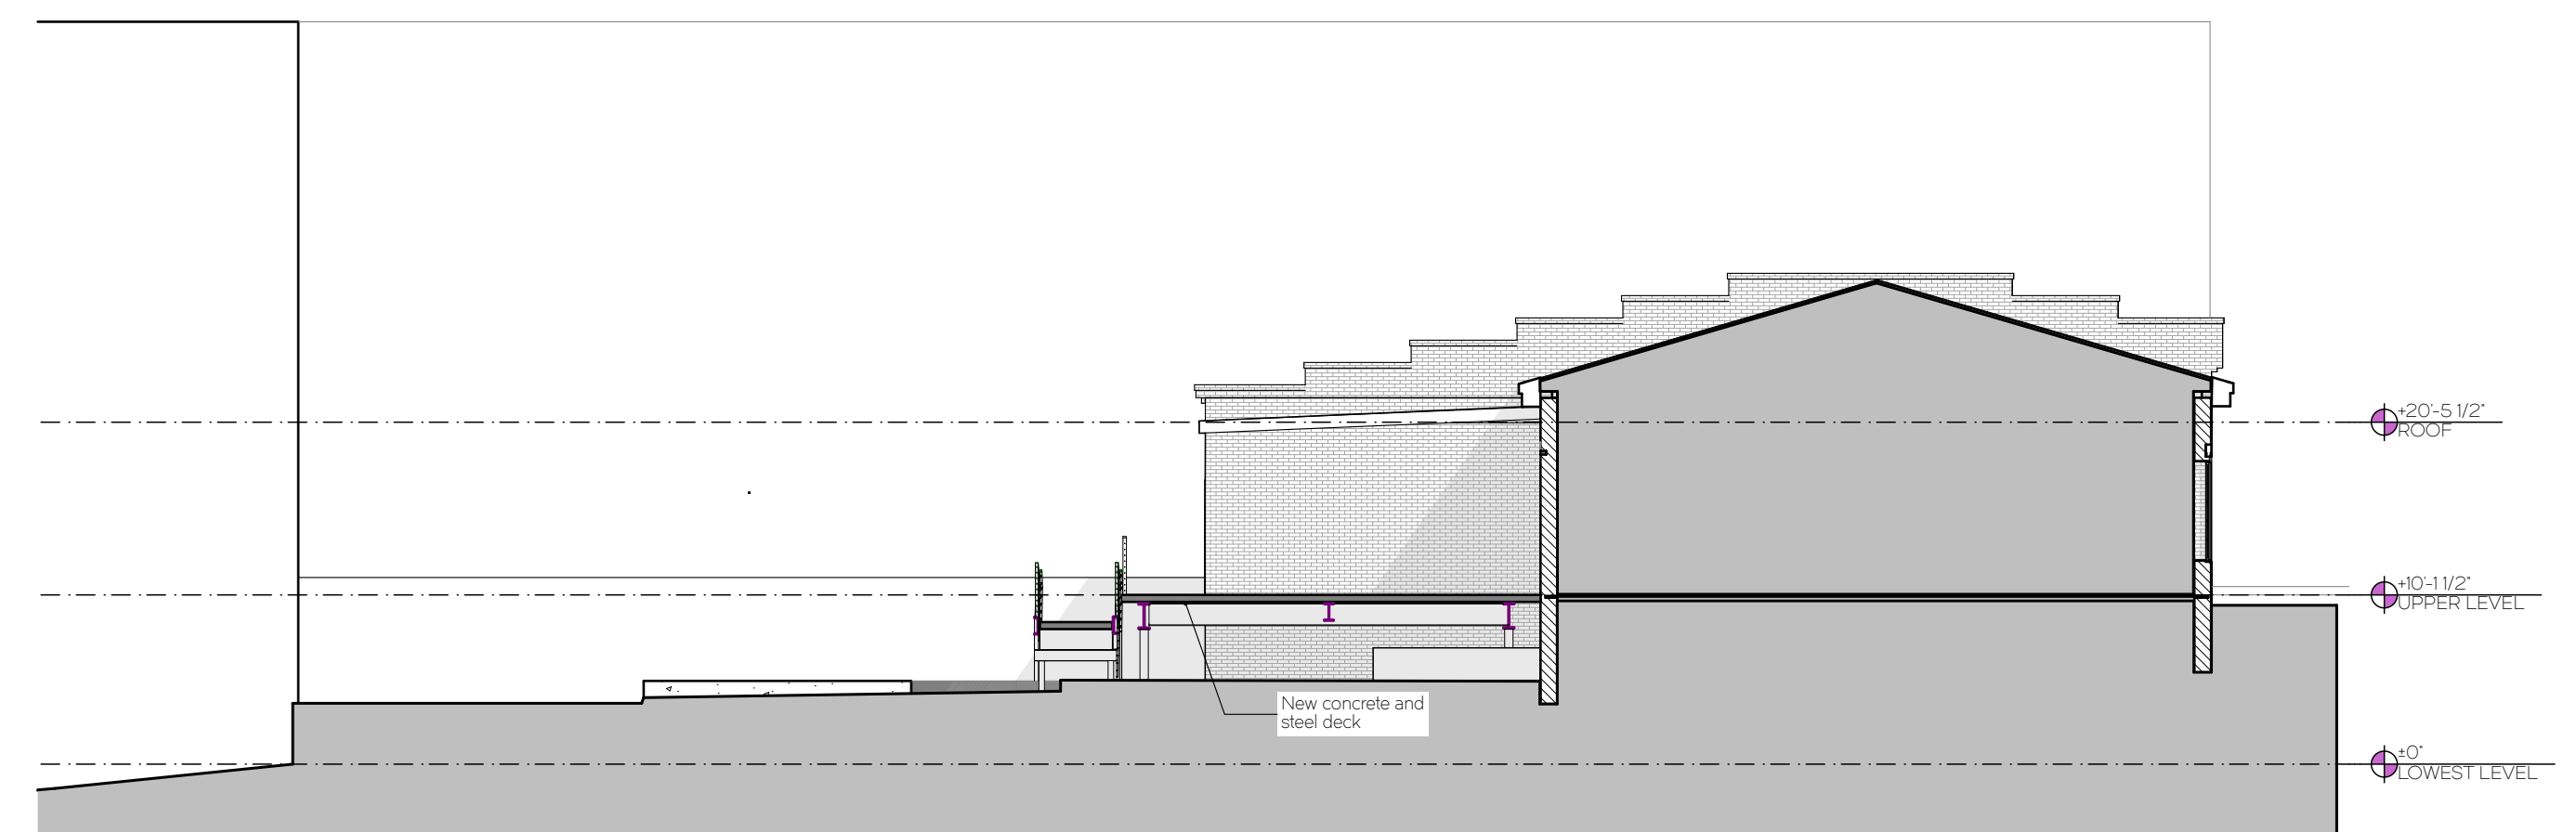 +20'-5 1/2"
ROOF
+10'-1 1/2"
UPPER LEVEL
New concrete and
steel deck
±0"
LOWEST LEVEL